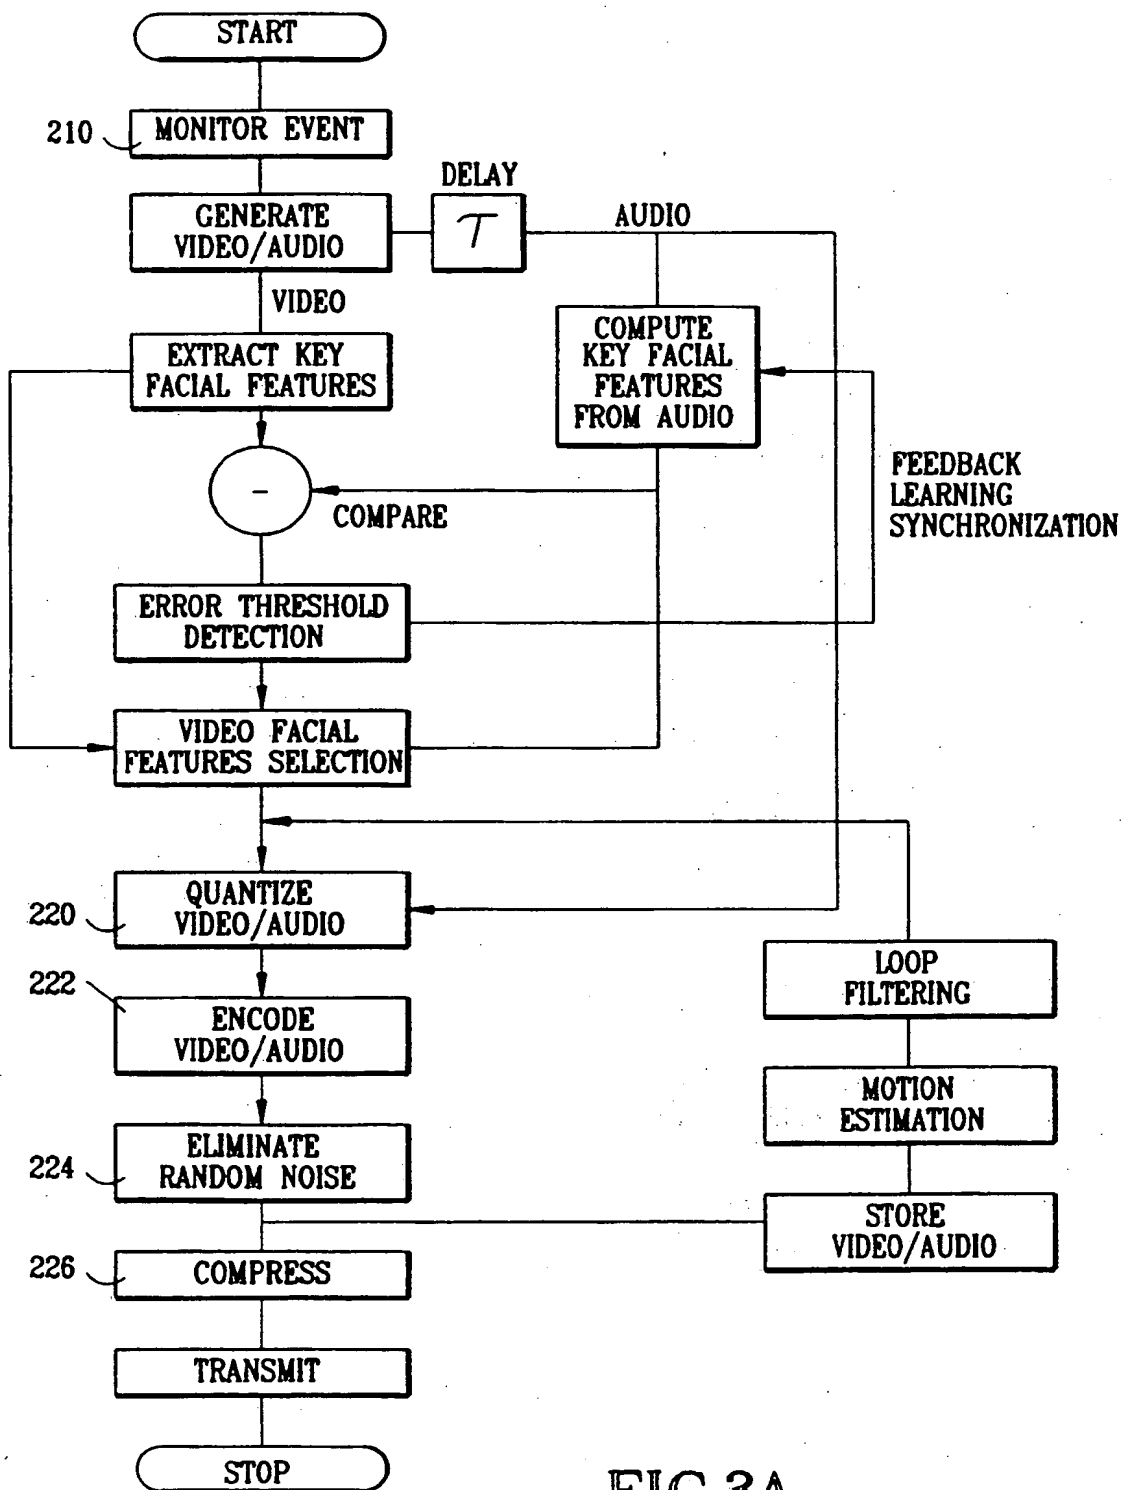 START
210
MONITOR EVENT
DELAY
GENERATE
VIDEO/AUDIO
T
AUDIO
VIDEO
EXTRACT KEY
FACIAL FEATURES
COMPUTE
KEY FACIAL
FEATURES
FROM AUDIO
-
COMPARE
FEEDBACK
LEARNING
SYNCHRONIZATION
ERROR THRESHOLD
DETECTION
VIDEO FACIAL
FEATURES SELECTION
220
QUANTIZE
VIDEO/AUDIO
LOOP
FILTERING
222
ENCODE
VIDEO/AUDIO
MOTION
ESTIMATION
224
ELIMINATE
RANDOM NOISE
STORE
VIDEO/AUDIO
226
COMPRESS
TRANSMIT
STOP
FIG.3A